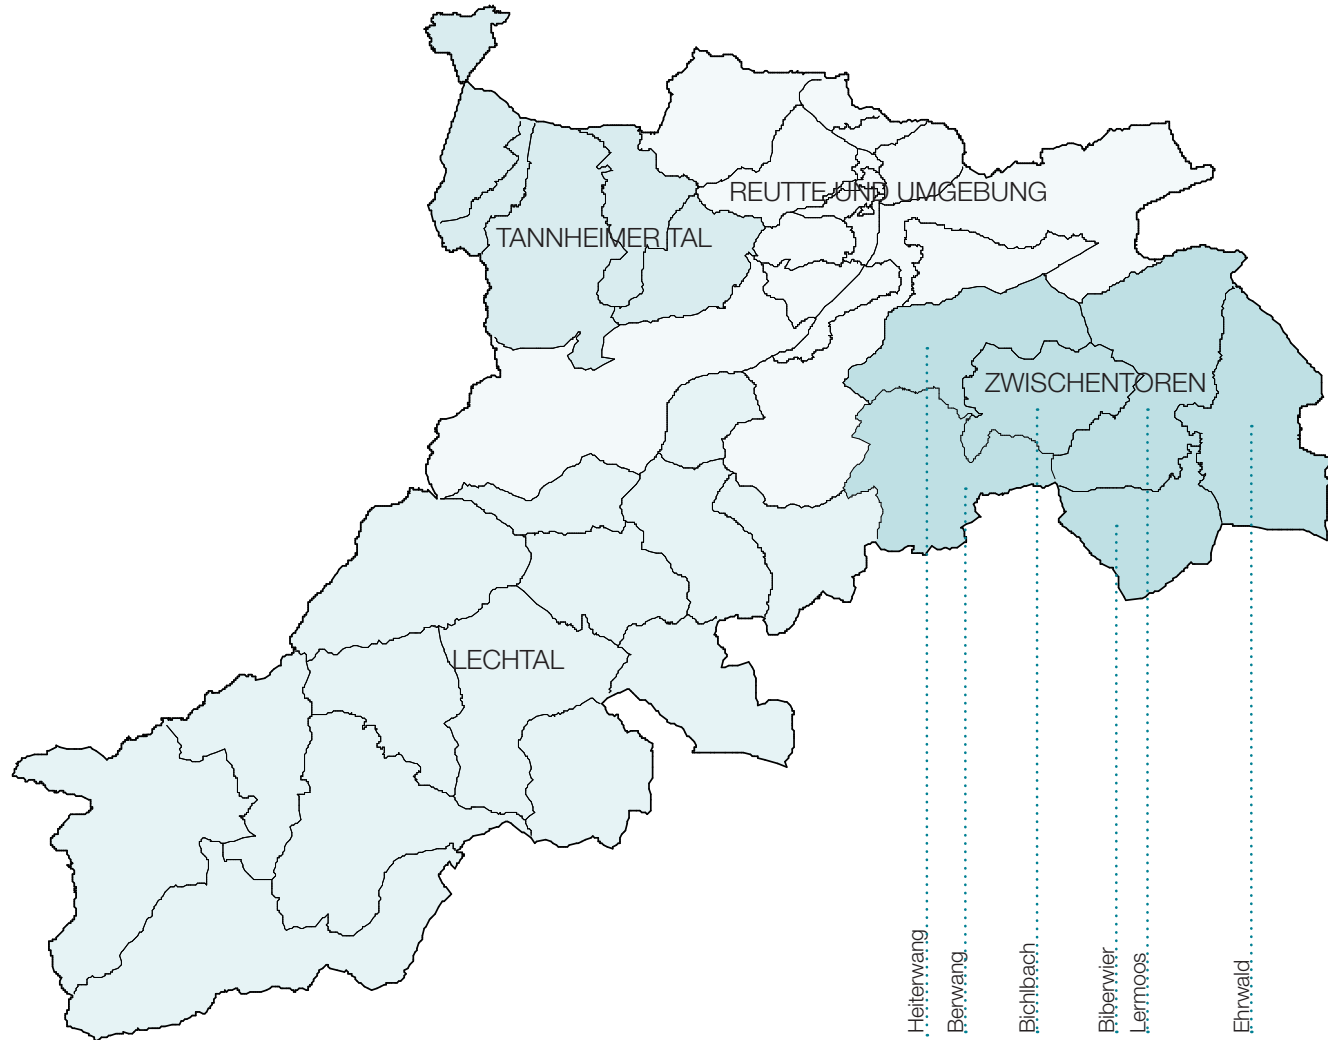 REUTTE UND UMGEBUNG
TANNHEIMER TAL
ZWISCHENTOREN
LECHTAL
Heiterwang
Berwang
Bichlbach
Biberwier
Lermoos
Ehrwald